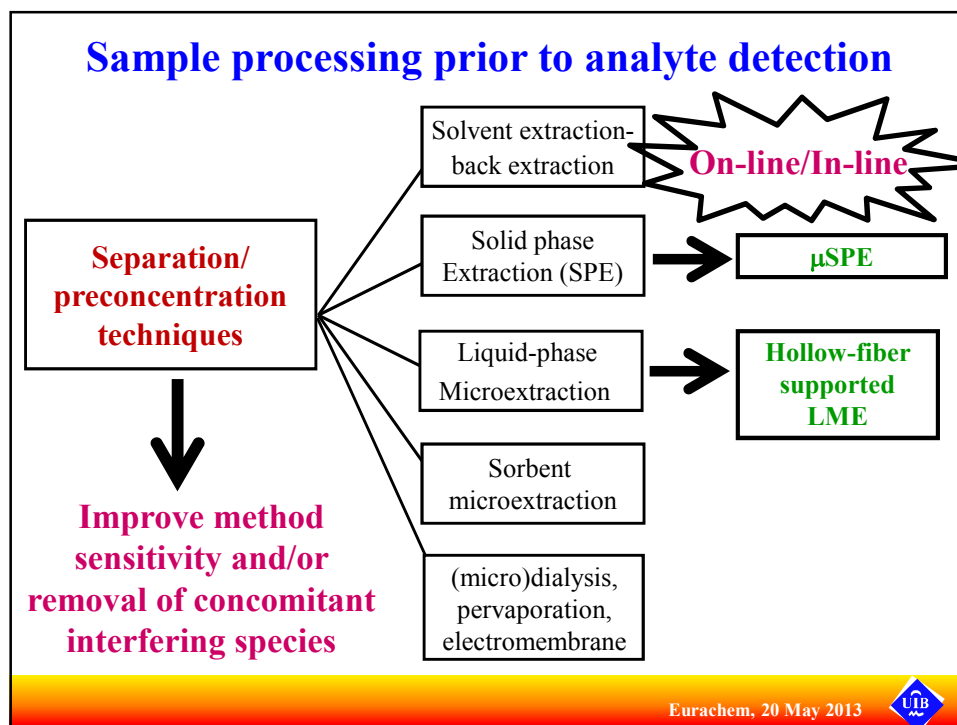 Sample processing prior to analyte detection
Solvent extraction-
back extraction
On-line/In-line
Separation/
preconcentration
techniques
Solid phase
Extraction (SPE)
μSPE
Liquid-phase
Microextraction
Hollow-fiber
supported
LME
Sorbent
microextraction
Improve method
sensitivity and/or
removal of concomitant
interfering species
(micro)dialysis,
pervaporation,
electromembrane
Eurachem, 20 May 2013
UIB